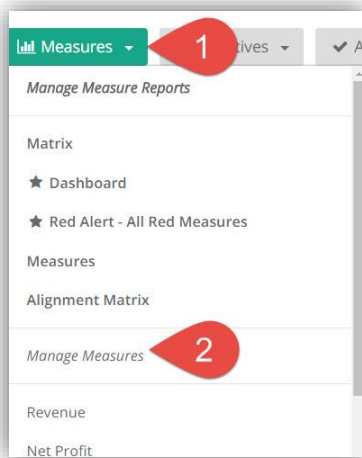 Measures 1 tives A
Manage Measure Reports
Matrix
Dashboard
Red Alert - All Red Measures
Measures
Alignment Matrix
Manage Measures 2
Revenue
Net Profit